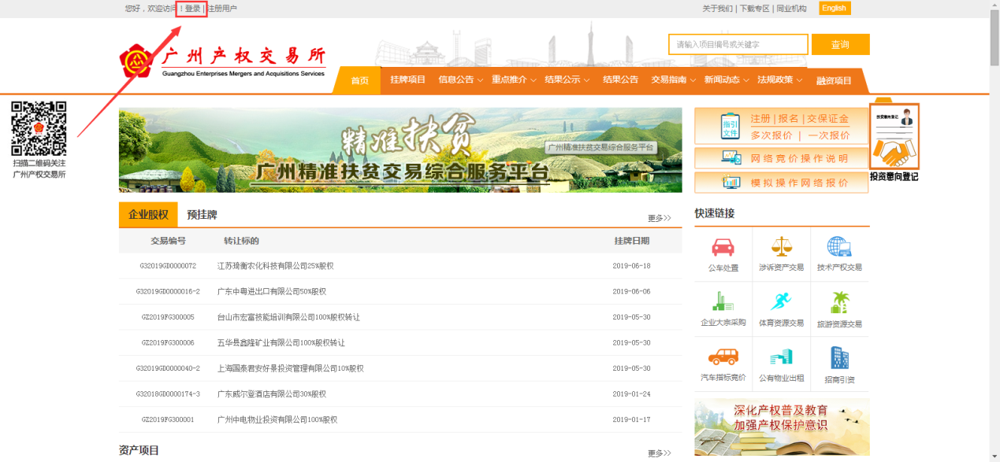 您好，欢迎访问！登录 | 注册用户
关于我们 | 下载专区 | 同业机构 English
广州产权交易所
Guangzhou Enterprises Mergers and Acquisitions Services
请输入项目编号或关键字 查询
首页 挂牌项目 信息公告 重点推介 结果公示 结果公告 交易指南 新闻动态 法规政策 融资项目
扫描二维码关注
广州产权交易所
精准扶贫
广州精准扶贫交易综合服务平台
广州精准扶贫交易综合服务平台
指引
文件
注册 | 报名 | 交保证金
多次报价 | 一次报价
网络竞价操作说明
模拟操作网络报价
投资意向登记
投资意向登记
企业股权 预挂牌 更多>>
交易编号 转让标的 挂牌日期
G32019GD0000072 江苏琦衡农化科技有限公司25%股权 2019-06-18
G32019GD0000016-2 广东中粤进出口有限公司50%股权 2019-06-06
GZ2019FG300005 台山市宏富技能培训有限公司100%股权转让 2019-05-30
GZ2019FG300006 五华县鑫隆矿业有限公司100%股权转让 2019-05-30
G32019GD0000040-2 上海国泰君安好景投资管理有限公司10%股权 2019-05-30
G32018GD0000174-3 广东威尔登酒店有限公司30%股权 2019-01-24
GZ2019FG300001 广州中电物业投资有限公司100%股权 2019-01-17
资产项目 更多>>
快速链接
公车处置 涉诉资产交易 技术产权交易
企业大宗采购 体育资源交易 旅游资源交易
汽车指标竞价 公有物业出租 招商引资
深化产权普及教育
加强产权保护意识